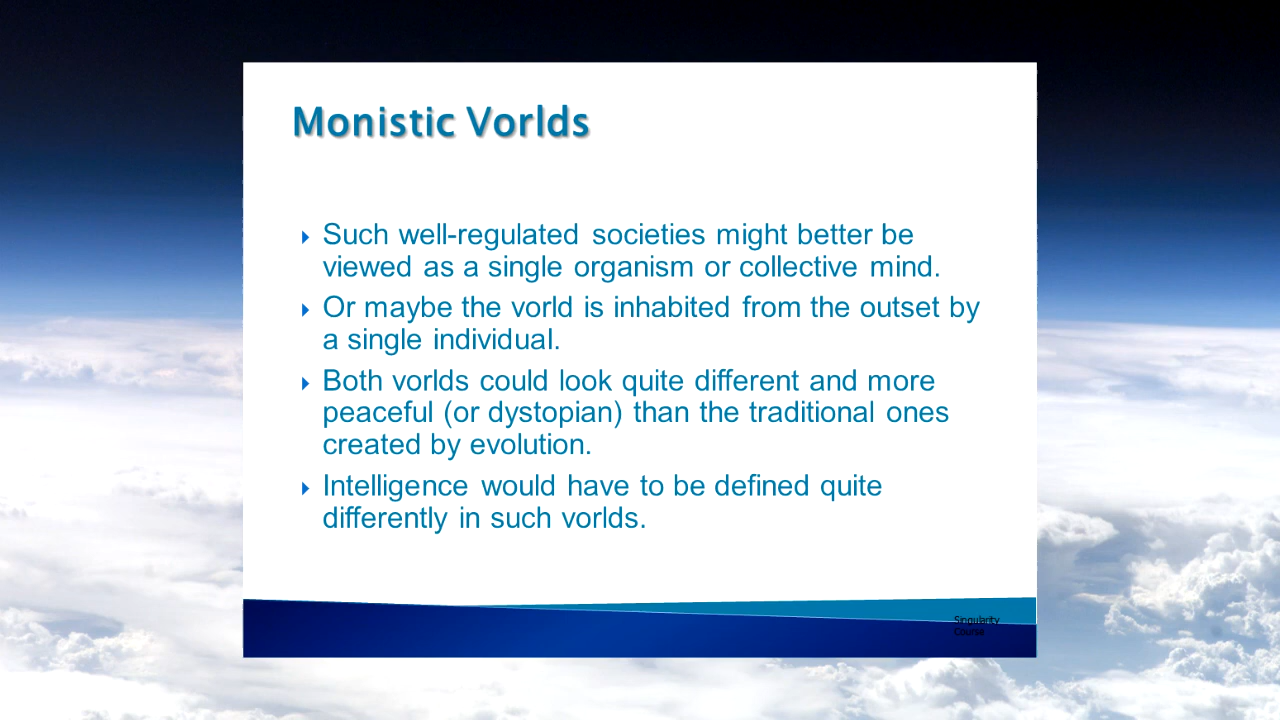 Monistic Vorlds
Such well-regulated societies might better be
viewed as a single organism or collective mind.
Or maybe the vorld is inhabited from the outset by
a single individual.
Both vorlds could look quite different and more
peaceful (or dystopian) than the traditional ones
created by evolution.
Intelligence would have to be defined quite
differently in such vorlds.
Singularity
Course